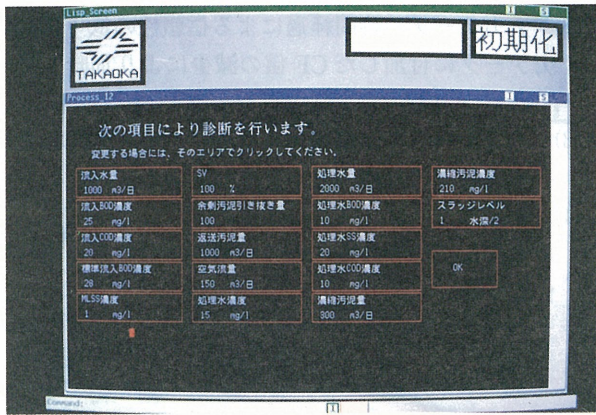 Lisp_Screen
TAKAOKA
初期化
Process_12
次の項目により診断を行います。
変更する場合には、そのエリアでクリックしてください。
流入水量
1000 m3/日
流入BOD濃度
25 mg/l
流入COD濃度
20 mg/l
標準流入BOD濃度
20 mg/l
MLSS濃度
1 mg/l
SV
100 %
余剰汚泥引き抜き量
100
返送汚泥量
1000 m3/日
空気流量
150 m3/日
処理水濃度
15 mg/l
処理水量
2000 m3/日
処理水BOD濃度
10 mg/l
処理水SS濃度
20 mg/l
処理水COD濃度
10 mg/l
濃縮汚泥量
800 m3/日
濃縮汚泥濃度
210 mg/l
スラッジレベル
1 水深/2
OK
Command: